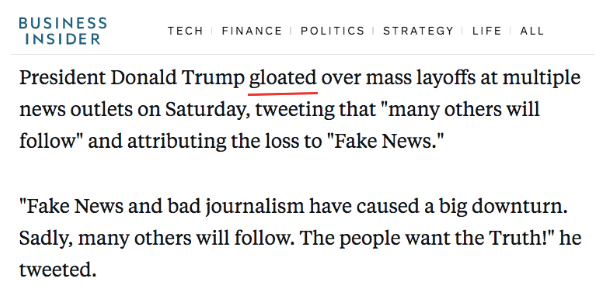 BUSINESS
INSIDER
TECH | FINANCE | POLITICS | STRATEGY | LIFE | ALL
President Donald Trump gloated over mass layoffs at multiple
news outlets on Saturday, tweeting that "many others will
follow" and attributing the loss to "Fake News."
"Fake News and bad journalism have caused a big downturn.
Sadly, many others will follow. The people want the Truth!" he
tweeted.